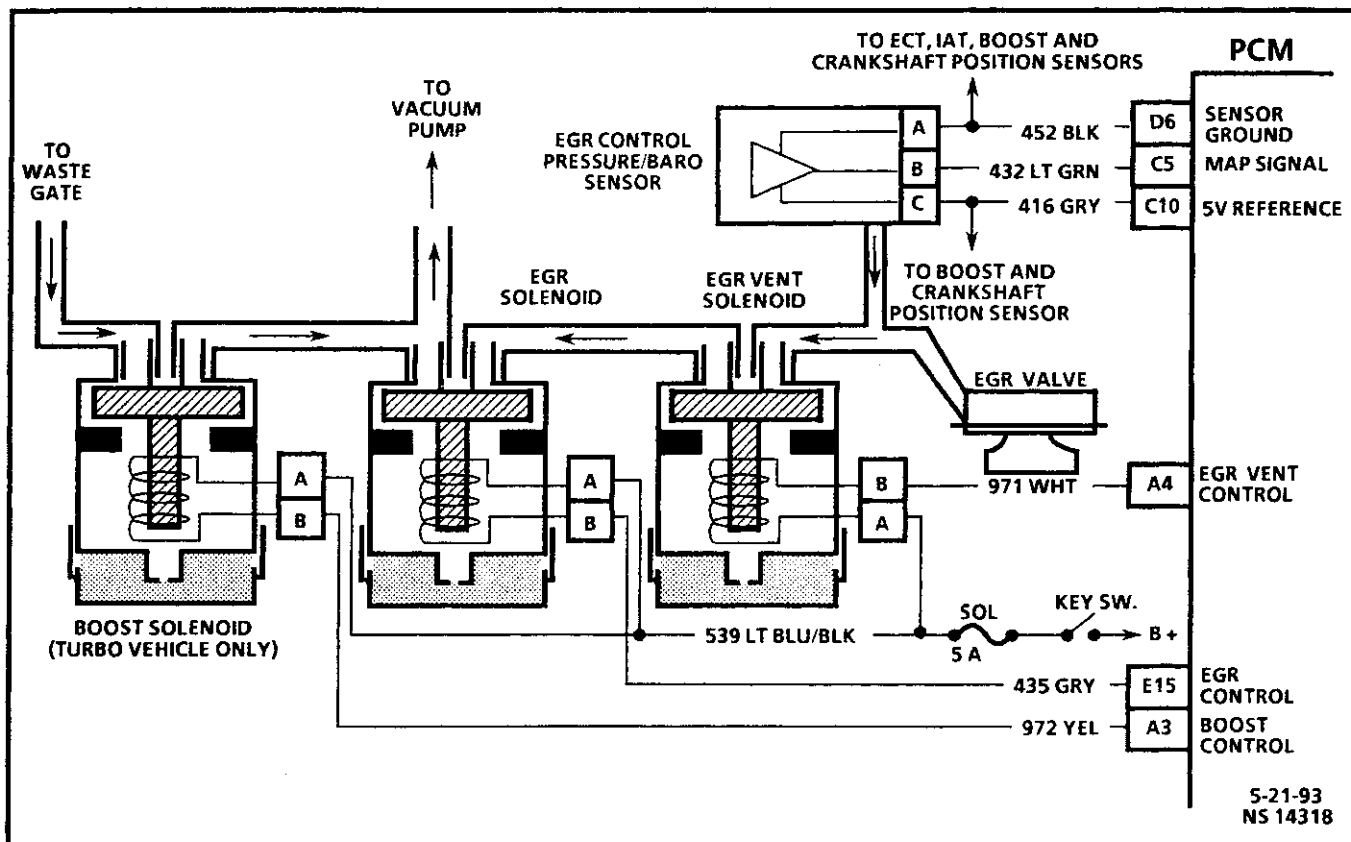 TO ECT, IAT, BOOST AND
CRANKSHAFT POSITION SENSORS
PCM
TO
VACUUM
PUMP
TO
WASTE
GATE
EGR CONTROL
PRESSURE/BARO
SENSOR
A
B
C
452 BLK
432 LT GRN
416 GRY
D6
C5
C10
SENSOR
GROUND
MAP SIGNAL
5V REFERENCE
EGR
SOLENOID
EGR VENT
SOLENOID
TO BOOST AND
CRANKSHAFT
POSITION SENSOR
EGR VALVE
A
B
A
B
B
A
971 WHT
A4
EGR VENT
CONTROL
BOOST SOLENOID
(TURBO VEHICLE ONLY)
539 LT BLU/BLK
SOL
5 A
KEY SW.
B +
435 GRY
E15
EGR
CONTROL
972 YEL
A3
BOOST
CONTROL
5-21-93
NS 14318